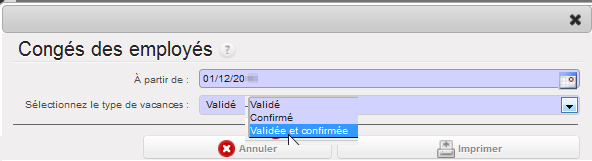 Congés des employés ?
À partir de : 01/12/20
Sélectionnez le type de vacances : Validé
Validé
Confirmé
Validée et confirmée
Annuler Imprimer